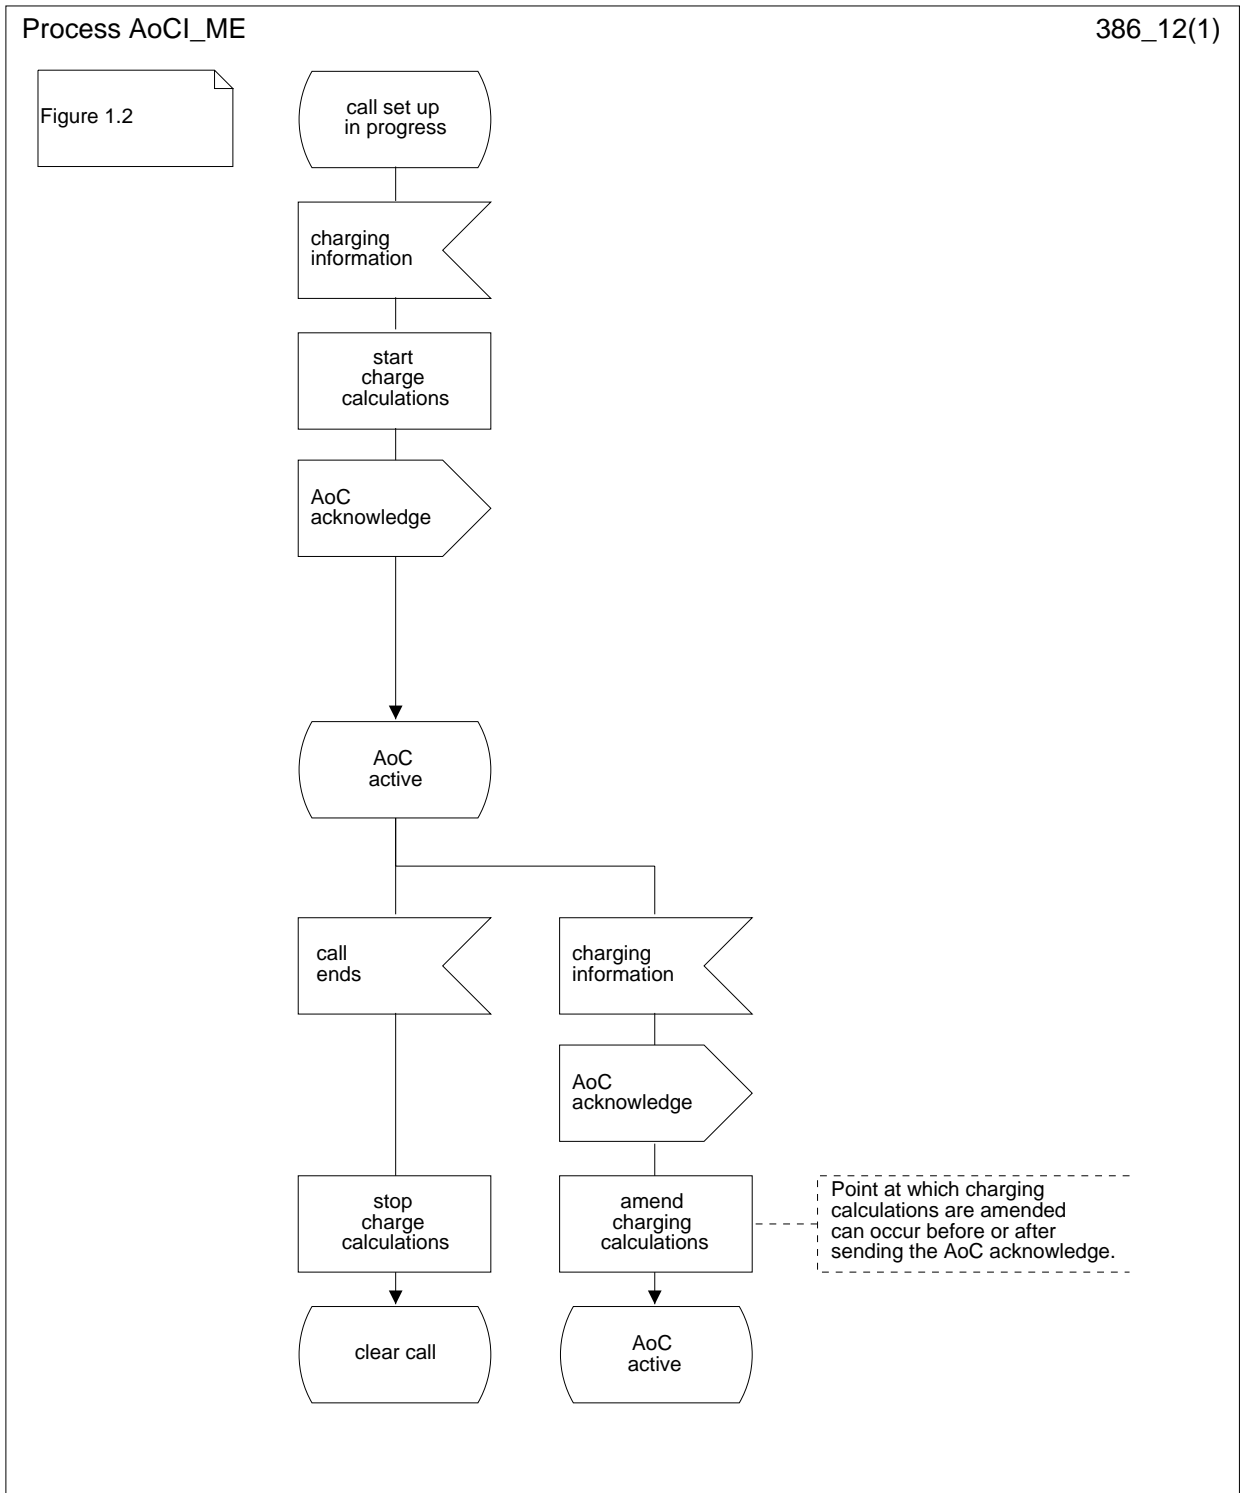 Process AoCI_ME
386_12(1)
Figure 1.2
call set up
in progress
charging
information
start
charge
calculations
AoC
acknowledge
AoC
active
call
ends
charging
information
AoC
acknowledge
stop
charge
calculations
amend
charging
calculations
Point at which charging
calculations are amended
can occur before or after
sending the AoC acknowledge.
clear call
AoC
active